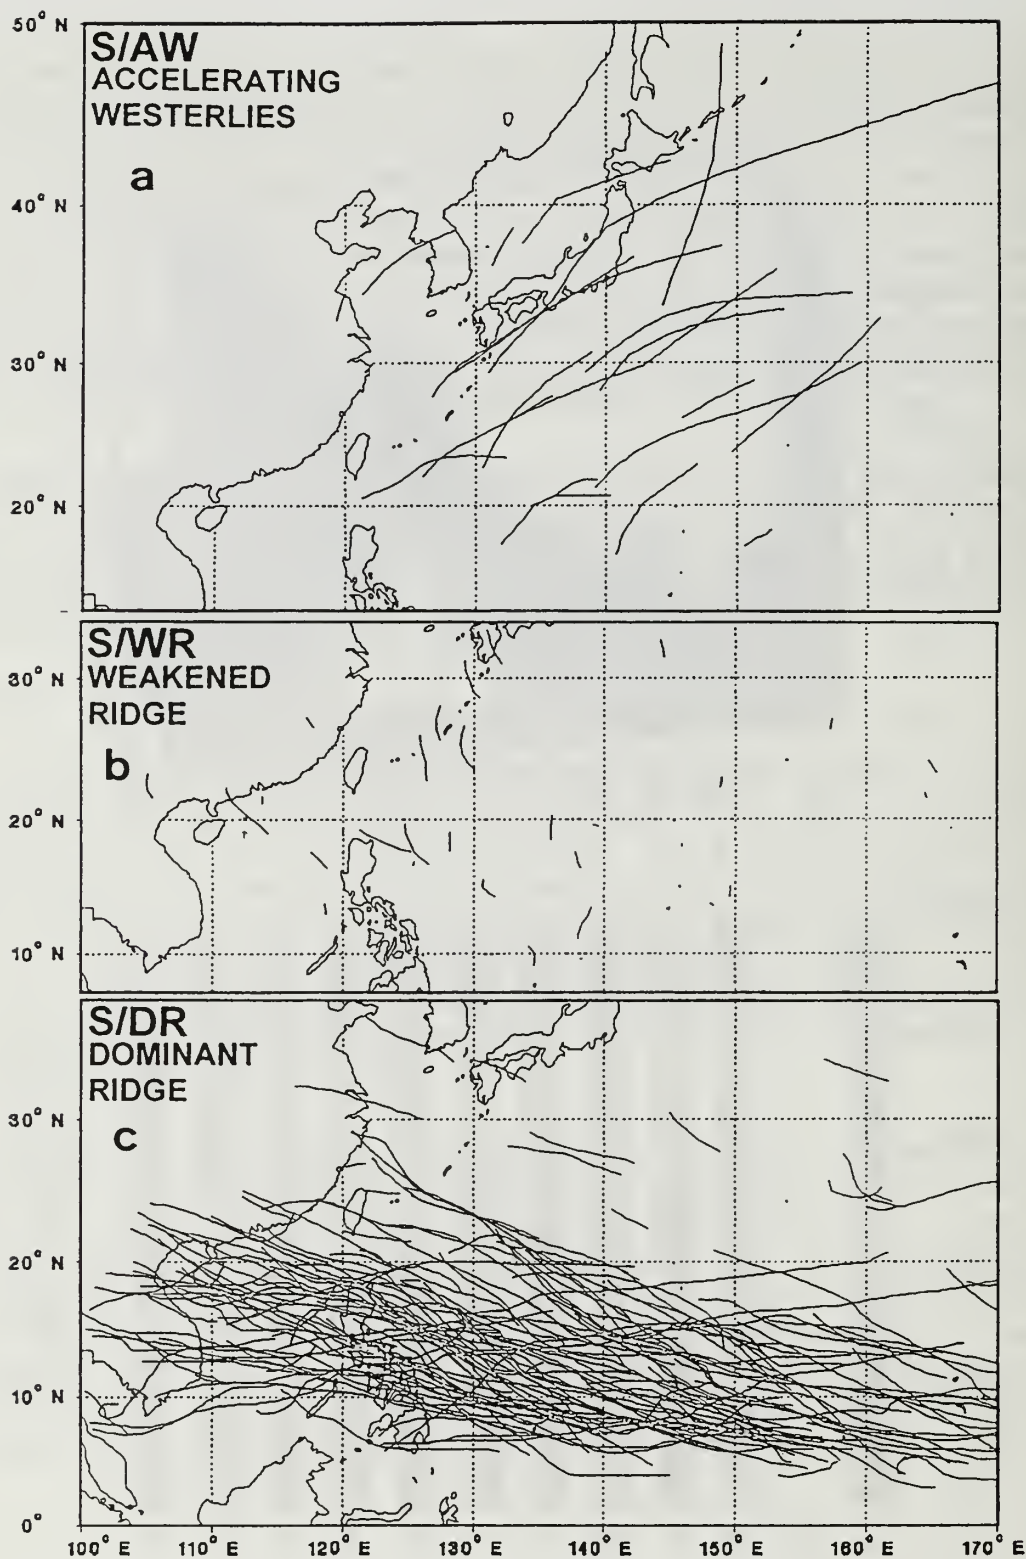 50° N
S/AW
ACCELERATING
WESTERLIES
a
40° N
30° N
20° N
S/WR
WEAKENED
RIDGE
30° N
b
20° N
10° N
S/DR
DOMINANT
RIDGE
30° N
c
20° N
10° N
0°
100° E 110° E 120° E 130° E 140° E 150° E 160° E 170° E